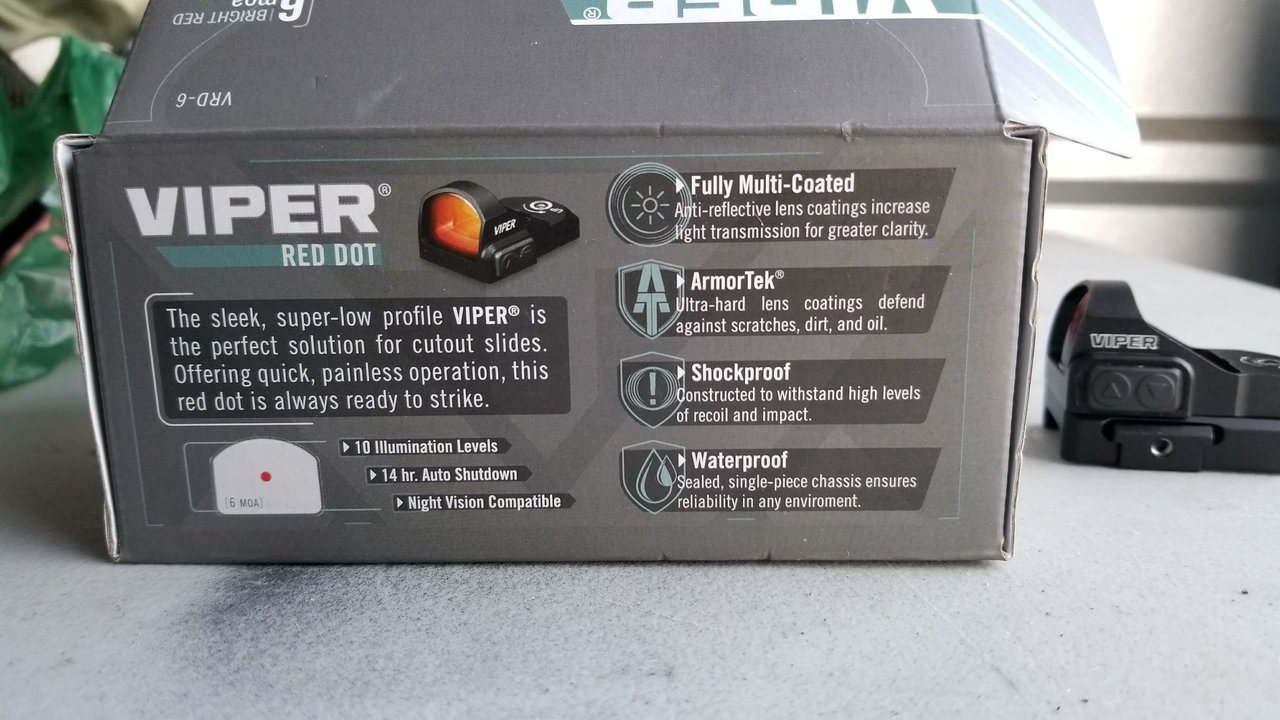 6 moa
BRIGHT RED
VIPER®
VRD-6
VIPER®
RED DOT
VIPER
The sleek, super-low profile VIPER® is
the perfect solution for cutout slides.
Offering quick, painless operation, this
red dot is always ready to strike.
6 MOA
10 Illumination Levels
14 hr. Auto Shutdown
Night Vision Compatible
Fully Multi-Coated
Anti-reflective lens coatings increase
light transmission for greater clarity.
AT
ArmorTek®
Ultra-hard lens coatings defend
against scratches, dirt, and oil.
!
Shockproof
Constructed to withstand high levels
of recoil and impact.
Waterproof
Sealed, single-piece chassis ensures
reliability in any enviroment.
VIPER